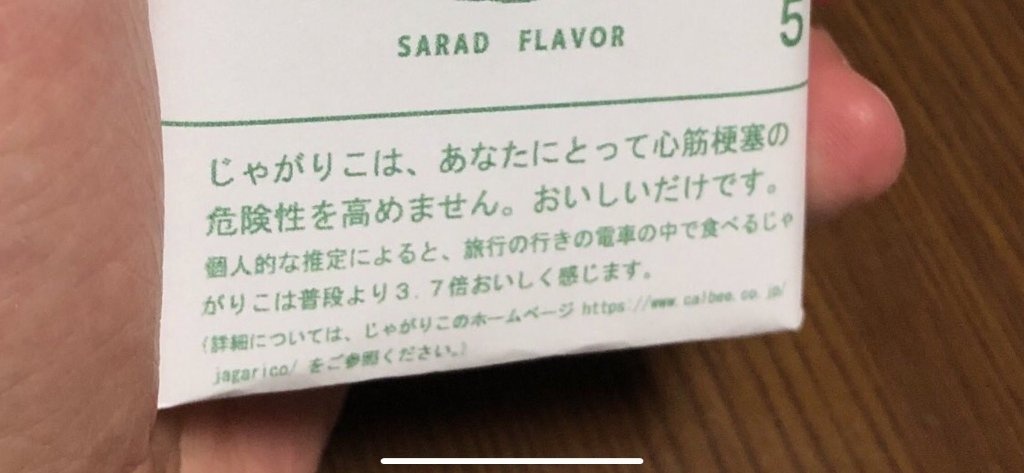 SARAD FLAVOR
5
じゃがりこは、あなたにとって心筋梗塞の
危険性を高めません。おいしいだけです。
個人的な推定によると、旅行の行きの電車の中で食べるじゃ
がりこは普段より3.7倍おいしく感じます。
(詳細については、じゃがりこのホームページ https://www.calbee.co.jp/
jagarico/ をご参照ください。)